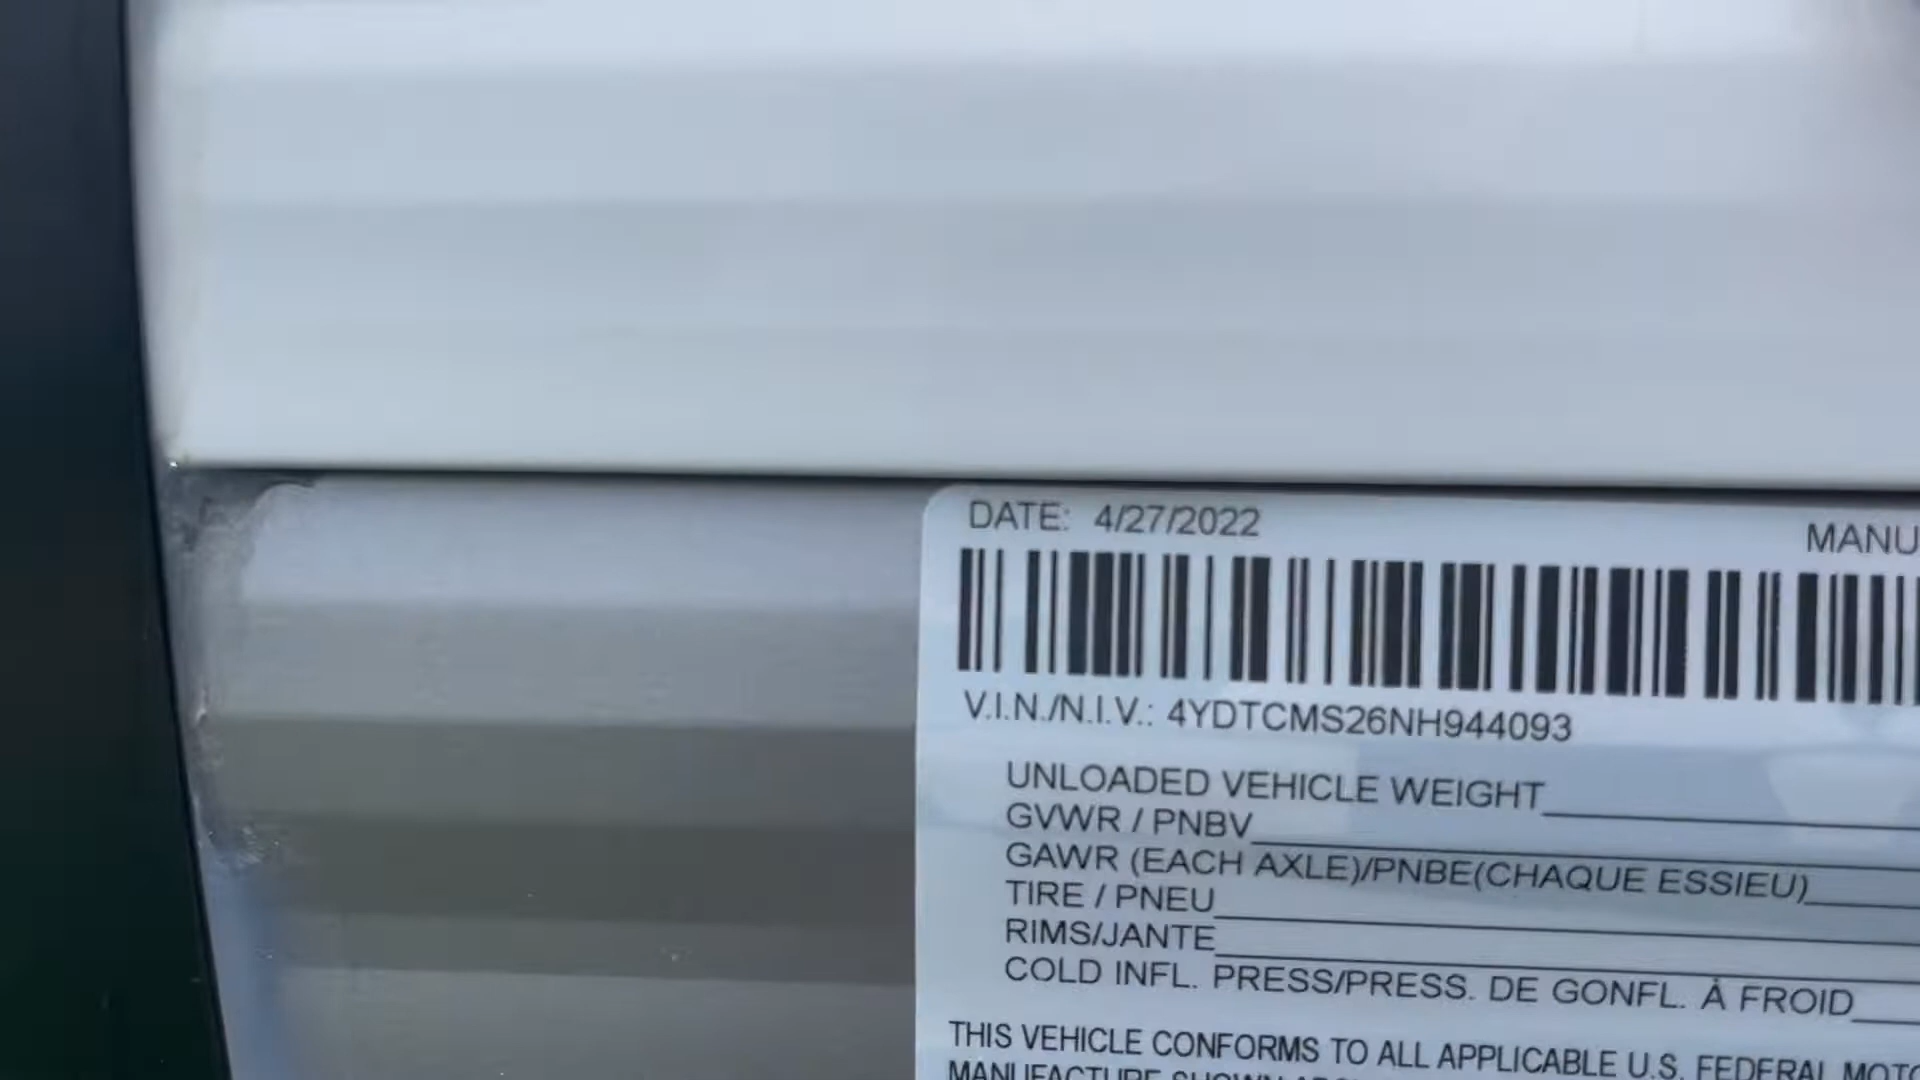 DATE: 4/27/2022
MANU
V.I.N./N.I.V.: 4YDTCMS26NH944093
UNLOADED VEHICLE WEIGHT
GVWR / PNBV
GAWR (EACH AXLE)/PNBE(CHAQUE ESSIEU)
TIRE / PNEU
RIMS/JANTE
COLD INFL. PRESS/PRESS. DE GONFL. À FROID
THIS VEHICLE CONFORMS TO ALL APPLICABLE U.S. FEDERAL MOTO
MANUFACTURE SHOWN